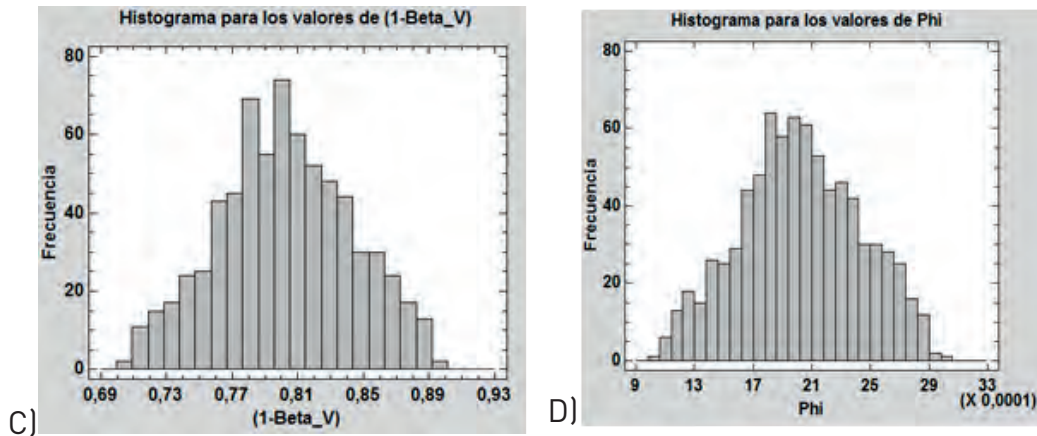 Histograma para los valores de (1-Beta_V)
80
60
40
20
0
Frecuencia
0,69 0,73 0,77 0,81 0,85 0,89 0,93
(1-Beta_V)
C)
Histograma para los valores de Phi
80
60
40
20
0
Frecuencia
9 13 17 21 25 29 33
(X 0,0001)
Phi
D)